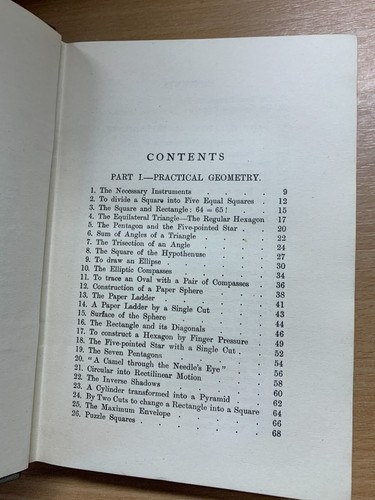 CONTENTS
PART I.—PRACTICAL GEOMETRY.
1. The Necessary Instruments . . . . . 9
2. To divide a Square into Five Equal Squares . . 12
3. The Square and Rectangle: 64 = 65! . . . 15
4. The Equilateral Triangle—The Regular Hexagon 17
5. The Pentagon and the Five-pointed Star . . . 20
6. Sum of Angles of a Triangle . . . . . 22
7. The Trisection of an Angle . . . . . 24
8. The Square of the Hypothenuse . . . . 27
9. To draw an Ellipse . . . . . . 30
10. The Elliptic Compasses . . . . . 34
11. To trace an Oval with a Pair of Compasses . . 36
12. Construction of a Paper Sphere . . . . 38
13. The Paper Ladder . . . . . . 41
14. A Paper Ladder by a Single Cut . . . . 43
15. Surface of the Sphere . . . . . . 44
16. The Rectangle and its Diagonals . . . . 46
17. To construct a Hexagon by Finger Pressure . . 49
18. The Five-pointed Star with a Single Cut . . . 52
19. The Seven Pentagons . . . . . . 54
20. "A Camel through the Needle's Eye" . . . 56
21. Circular into Rectilinear Motion . . . . 58
22. The Inverse Shadows . . . . . . 60
23. A Cylinder transformed into a Pyramid . . . 62
24. By Two Cuts to change a Rectangle into a Square 64
25. The Maximum Envelope . . . . . 66
26. Puzzle Squares . . . . . . . 68